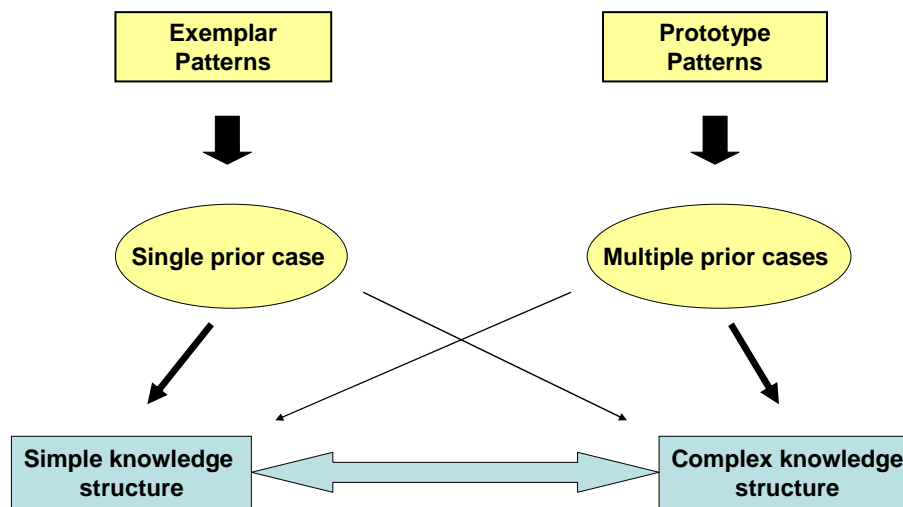 Exemplar
Patterns
Prototype
Patterns
Single prior case
Multiple prior cases
Simple knowledge
structure
Complex knowledge
structure